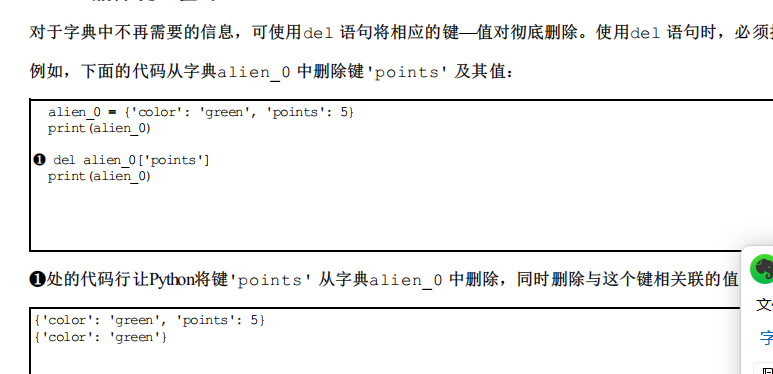 对于字典中不再需要的信息，可使用del 语句将相应的键—值对彻底删除。使用del 语句时，必须
例如，下面的代码从字典alien_0 中删除键'points' 及其值：
alien_0 = {'color': 'green', 'points': 5}
print(alien_0)
❶ del alien_0['points']
print(alien_0)
❶处的代码行让Python将键'points' 从字典alien_0 中删除，同时删除与这个键相关联的值
{'color': 'green', 'points': 5}
{'color': 'green'}
文
字